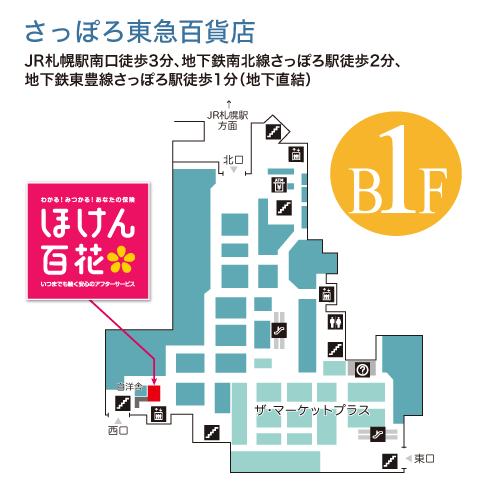 さっぽろ東急百貨店
JR札幌駅南口徒歩3分、地下鉄南北線さっぽろ駅徒歩2分、
地下鉄東豊線さっぽろ駅徒歩1分（地下直結）
JR札幌駅
方面
北口
B1F
ATM
わかる！みつかる！あなたの保険
ほけん
百花
いつまでも続く安心のアフターサービス
白洋舎
ザ・マーケットプラス
西口
東口